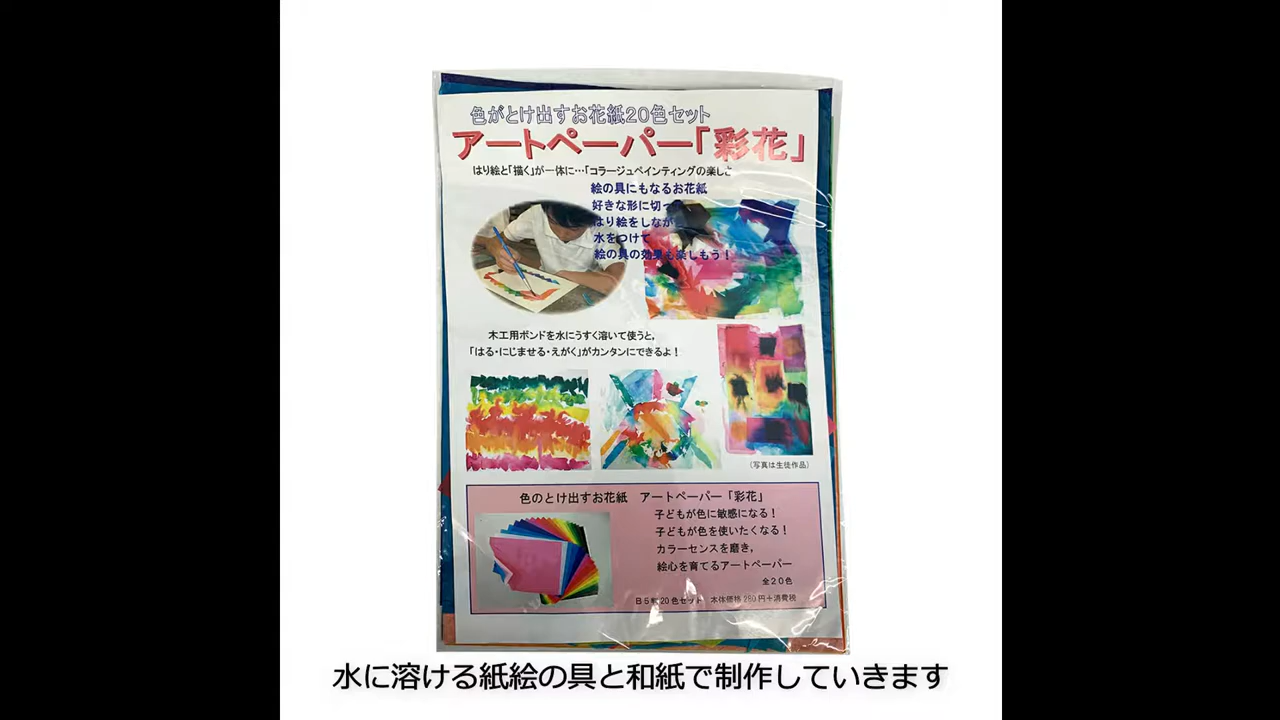 色がとけ出すお花紙20色セット
アートペーパー「彩花」
はり絵と「描く」が一体に…「コラージュペインティングの楽しさ
絵の具にもなるお花紙
好きな形に切っ
はり絵をしなが
水をつけて
絵の具の効果も楽しもう！
木工用ボンドを水にうすく溶いて使うと，
「はる・にじませる・えがく」がカンタンにできるよ！
（写真は生徒作品）
色のとけ出すお花紙　アートペーパー「彩花」
子どもが色に敏感になる！
子どもが色を使いたくなる！
カラーセンスを磨き，
絵心を育てるアートペーパー
全２０色
Ｂ５判 20色セット　本体価格 280円＋消費税
水に溶ける紙絵の具と和紙で制作していきます